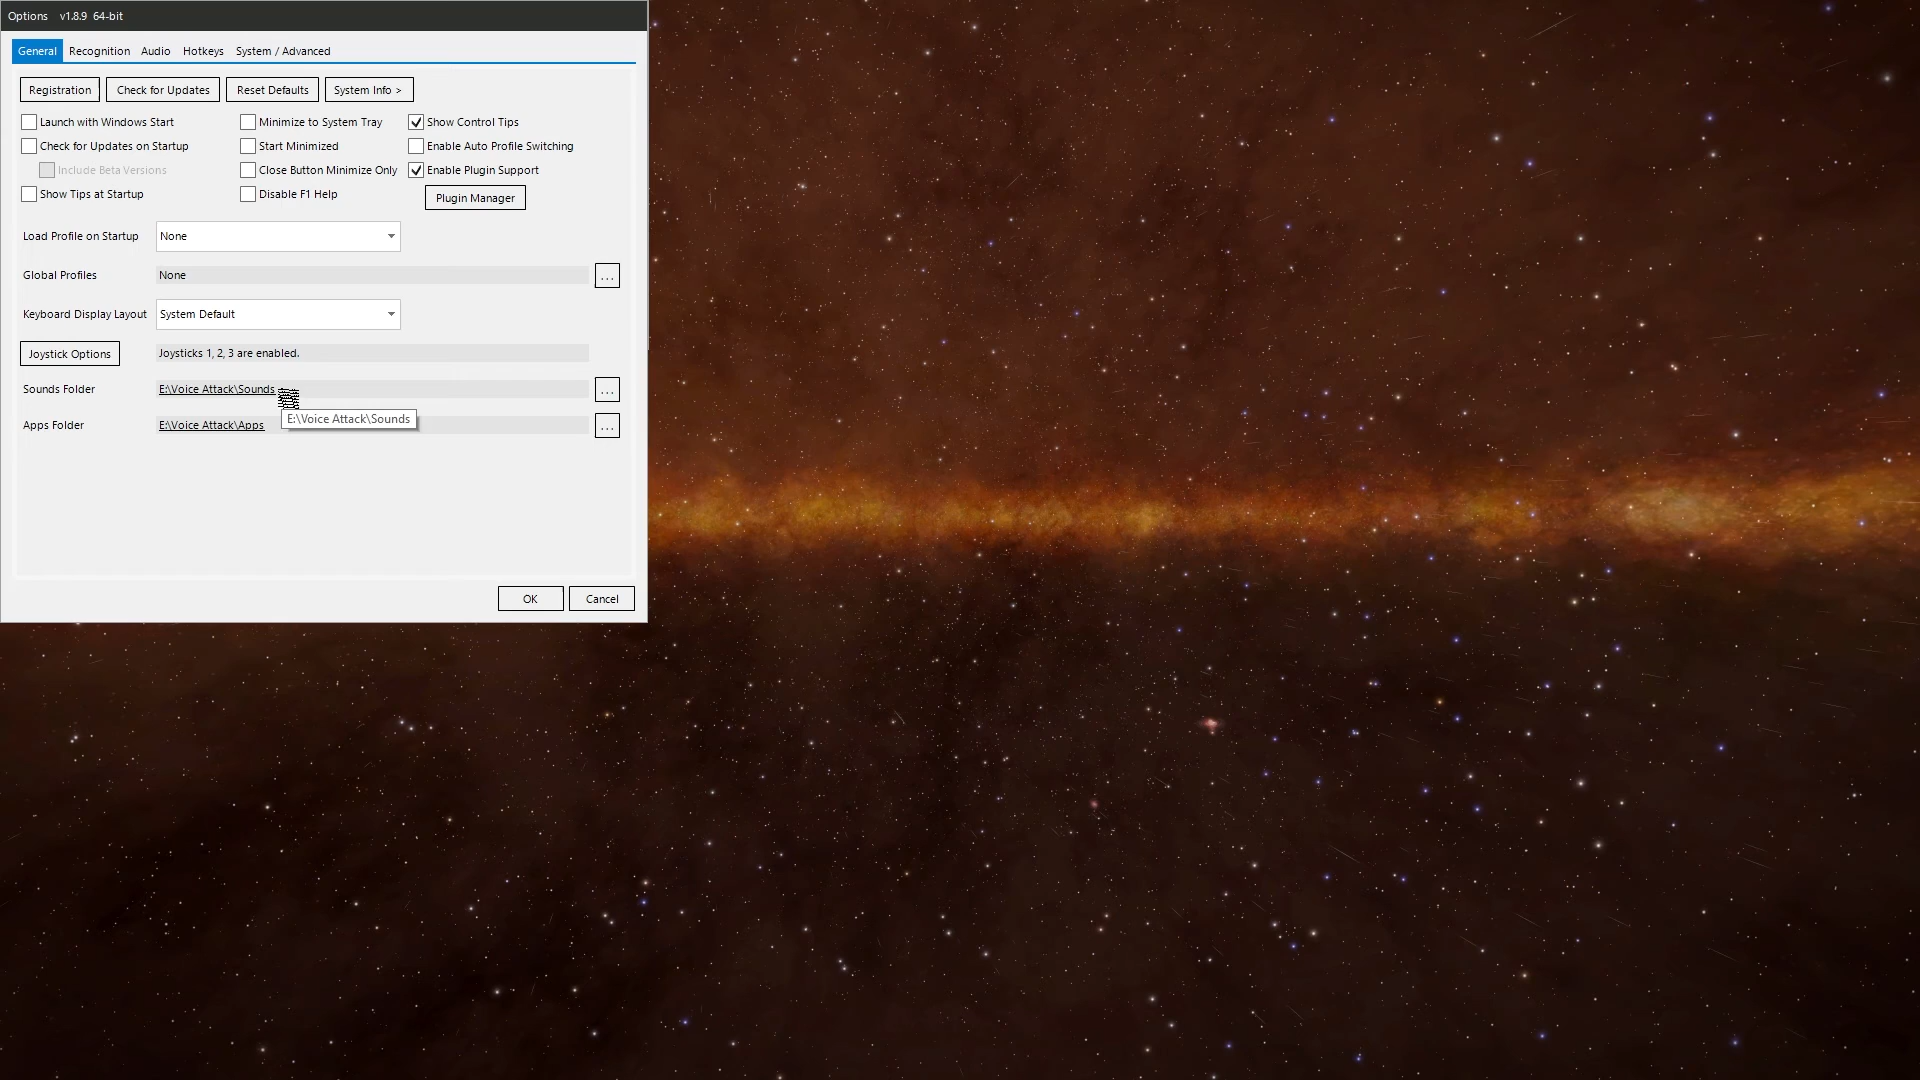 Options v1.8.9 64-bit
General Recognition Audio Hotkeys System / Advanced
Registration Check for Updates Reset Defaults System Info >
Launch with Windows Start Minimize to System Tray Show Control Tips
Check for Updates on Startup Start Minimized Enable Auto Profile Switching
Include Beta Versions Close Button Minimize Only Enable Plugin Support
Show Tips at Startup Disable F1 Help Plugin Manager
Load Profile on Startup None
Global Profiles None ...
Keyboard Display Layout System Default
Joystick Options Joysticks 1, 2, 3 are enabled.
Sounds Folder E:\Voice Attack\Sounds ...
E:\Voice Attack\Sounds
Apps Folder E:\Voice Attack\Apps ...
OK Cancel